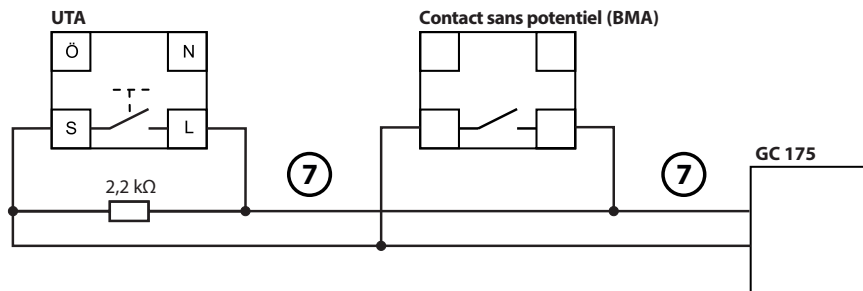 UTA
Contact sans potentiel (BMA)
Ö
N
S
L
GC 175
7
7
2,2 kΩ